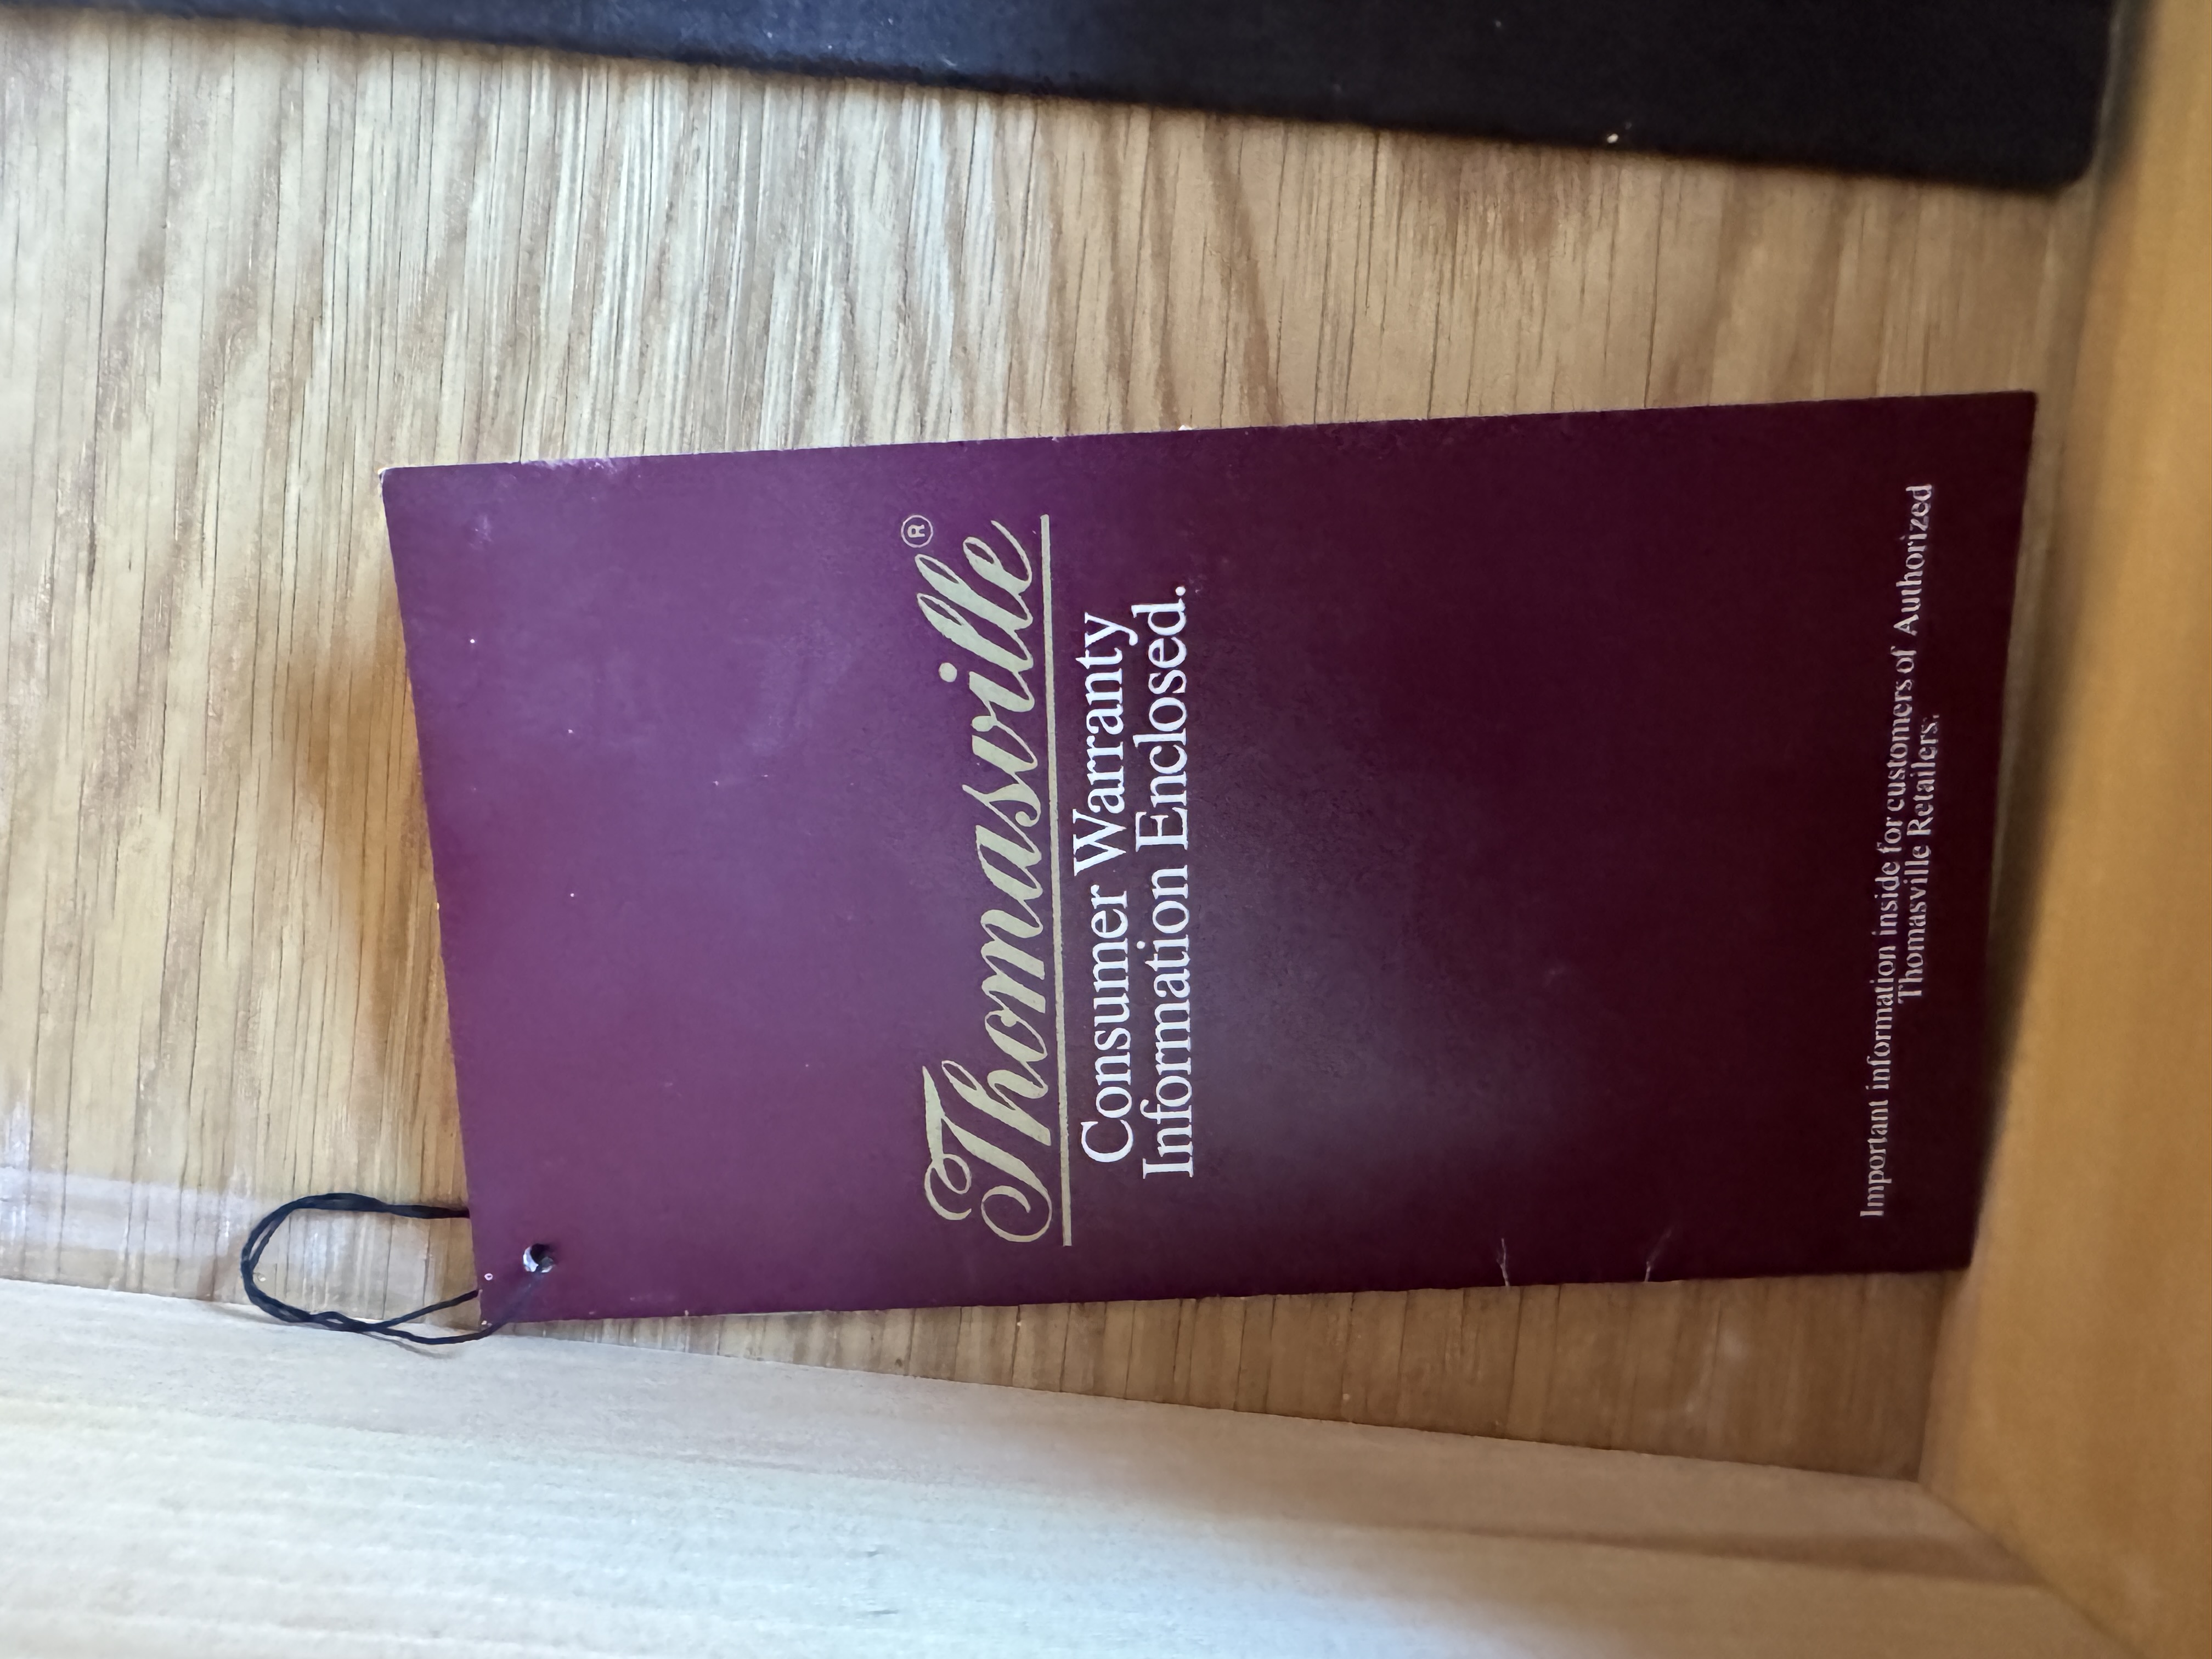 Thomasville®
Consumer Warranty
Information Enclosed.
Important information inside for customers of Authorized
Thomasville Retailers.